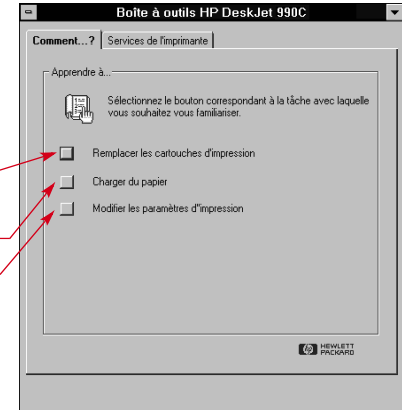 Boîte à outils HP DeskJet 990C
Comment...? Services de l'imprimante
Apprendre à...
Sélectionnez le bouton correspondant à la tâche avec laquelle
vous souhaitez vous familiariser.
Remplacer les cartouches d'impression
Charger du papier
Modifier les paramètres d''impression
hp HEWLETT
PACKARD